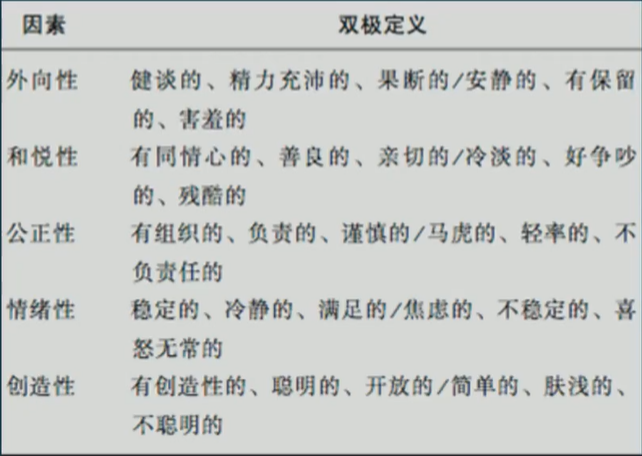 因素 双极定义
外向性 健谈的、精力充沛的、果断的/安静的、有保留
的、害羞的
和悦性 有同情心的、善良的、亲切的/冷淡的、好争吵
的、残酷的
公正性 有组织的、负责的、谨慎的/马虎的、轻率的、不
负责任的
情绪性 稳定的、冷静的、满足的/焦虑的、不稳定的、喜
怒无常的
创造性 有创造性的、聪明的、开放的/简单的、肤浅的、
不聪明的